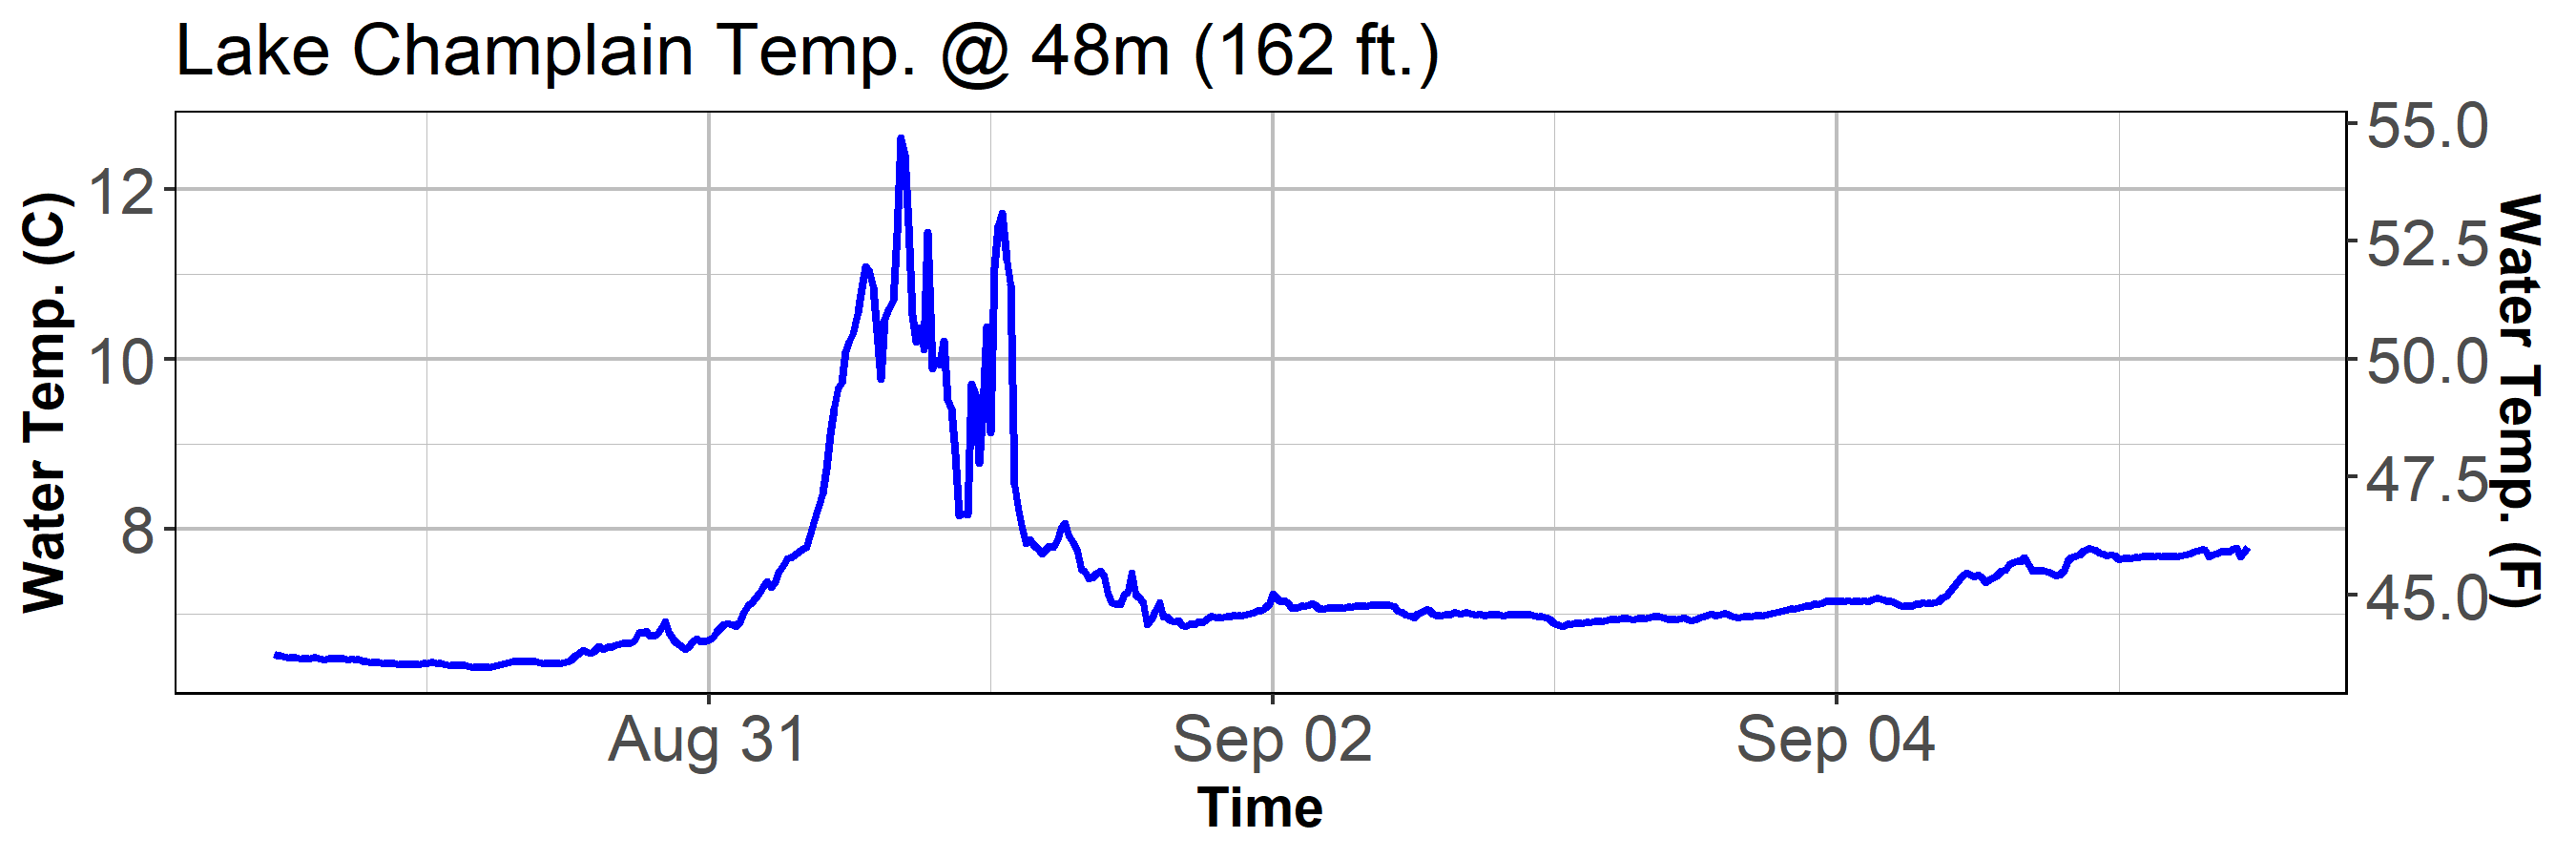 Lake Champlain Temp. @ 48m (162 ft.)
Water Temp. (C)
12
10
8
55.0
52.5
50.0
47.5
45.0
Water Temp. (F)
Aug 31
Sep 02
Sep 04
Time